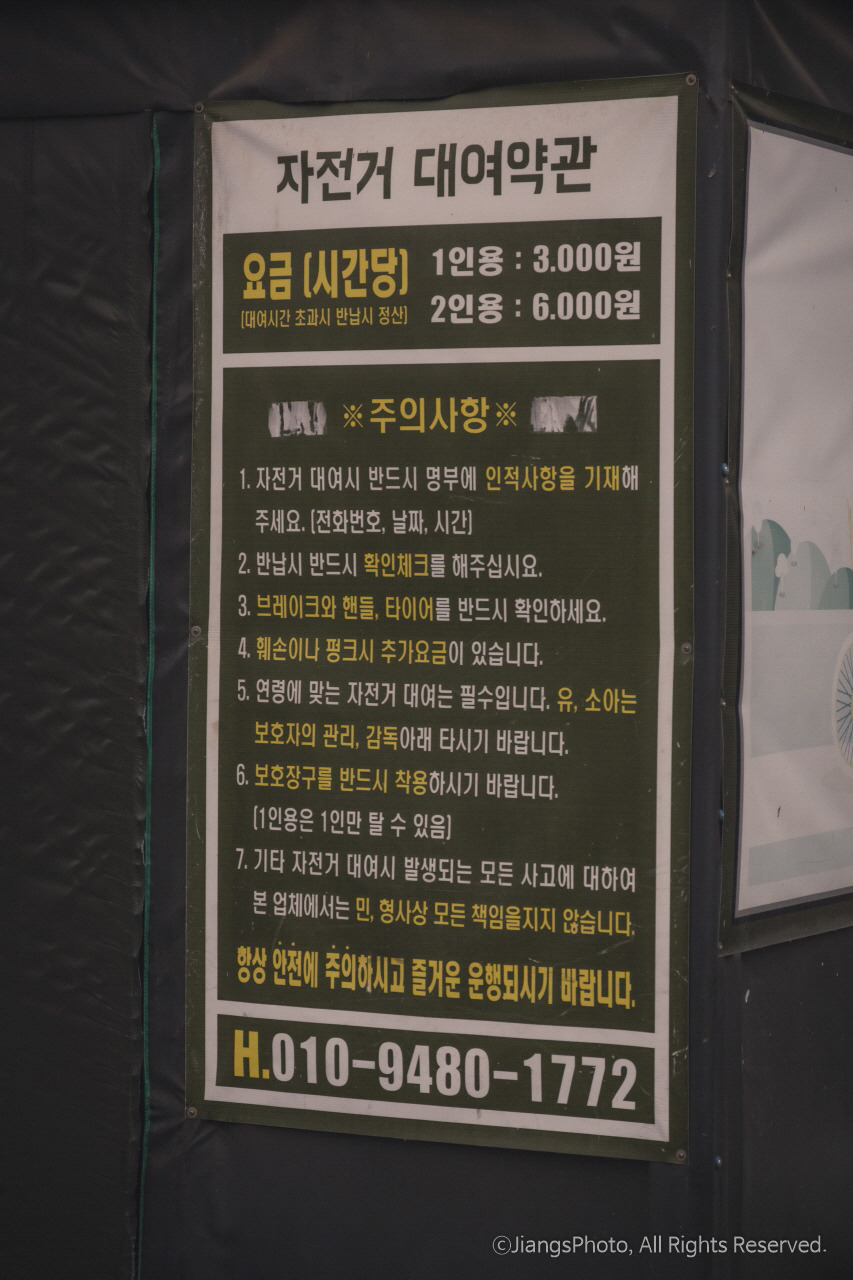 자전거 대여약관
요금 (시간당)
(대여시간 초과시 반납시 정산)
1인용 : 3.000원
2인용 : 6.000원
※주의사항※
1. 자전거 대여시 반드시 명부에 인적사항을 기재해
주세요. (전화번호, 날짜, 시간)
2. 반납시 반드시 확인체크를 해주십시요.
3. 브레이크와 핸들, 타이어를 반드시 확인하세요.
4. 훼손이나 펑크시 추가요금이 있습니다.
5. 연령에 맞는 자전거 대여는 필수입니다. 유, 소아는
보호자의 관리, 감독아래 타시기 바랍니다.
6. 보호장구를 반드시 착용하시기 바랍니다.
(1인용은 1인만 탈 수 있음)
7. 기타 자전거 대여시 발생되는 모든 사고에 대하여
본 업체에서는 민, 형사상 모든 책임을지지 않습니다.
항상 안전에 주의하시고 즐거운 운행되시기 바랍니다.
H.010-9480-1772
©JiangsPhoto, All Rights Reserved.